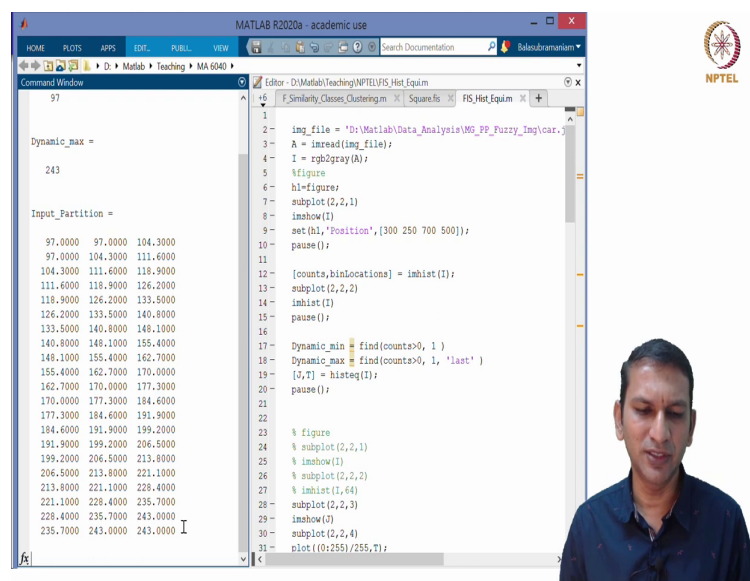 MATLAB R2020a - academic use
HOME PLOTS APPS EDIT... PUBLI... VIEW Search Documentation Balasubramaniam
D: Matlab Teaching MA 6040
Command Window
97
Dynamic_max =
243
Input_Partition =
97.0000 97.0000 104.3000
97.0000 104.3000 111.6000
104.3000 111.6000 118.9000
111.6000 118.9000 126.2000
118.9000 126.2000 133.5000
126.2000 133.5000 140.8000
133.5000 140.8000 148.1000
140.8000 148.1000 155.4000
148.1000 155.4000 162.7000
155.4000 162.7000 170.0000
162.7000 170.0000 177.3000
170.0000 177.3000 184.6000
177.3000 184.6000 191.9000
184.6000 191.9000 199.2000
191.9000 199.2000 206.5000
199.2000 206.5000 213.8000
206.5000 213.8000 221.1000
213.8000 221.1000 228.4000
221.1000 228.4000 235.7000
228.4000 235.7000 243.0000
235.7000 243.0000 243.0000
fx
Editor - D:\Matlab\Teaching\NPTEL\FIS_Hist_Equi.m
+6 F_Similarity_Classes_Clustering.m Square.fis FIS_Hist_Equi.m +
1
2 - img_file = 'D:\Matlab\Data_Analysis\MG_PP_Fuzzy_Img\car.j
3 - A = imread(img_file);
4 - I = rgb2gray(A);
5 %figure
6 - h1=figure;
7 - subplot(2,2,1)
8 - imshow(I)
9 - set(h1,'Position',[300 250 700 500]);
10 - pause();
11
12 - [counts,binLocations] = imhist(I);
13 - subplot(2,2,2)
14 - imhist(I)
15 - pause();
16
17 - Dynamic_min = find(counts>0, 1 )
18 - Dynamic_max = find(counts>0, 1, 'last' )
19 - [J,T] = histeq(I);
20 - pause();
21
22
23 % figure
24 % subplot(2,2,1)
25 % imshow(I)
26 % subplot(2,2,2)
27 % imhist(I,64)
28 - subplot(2,2,3)
29 - imshow(J)
30 - subplot(2,2,4)
31 - plot((0:255)/255,T);
NPTEL